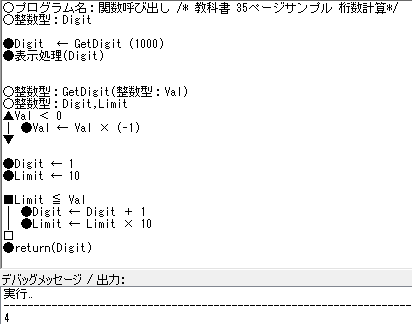 ○プログラム名：関数呼び出し /* 教科書 35ページサンプル 桁数計算*/
○整数型：Digit
●Digit ← GetDigit (1000)
●表示処理(Digit)
○整数型：GetDigit(整数型：Val)
○整数型：Digit,Limit
▲Val < 0
│ ●Val ← Val × (-1)
▼
●Digit ← 1
●Limit ← 10
■Limit ≦ Val
│ ●Digit ← Digit + 1
│ ●Limit ← Limit × 10
□
●return(Digit)
デバッグメッセージ / 出力:
実行..
4